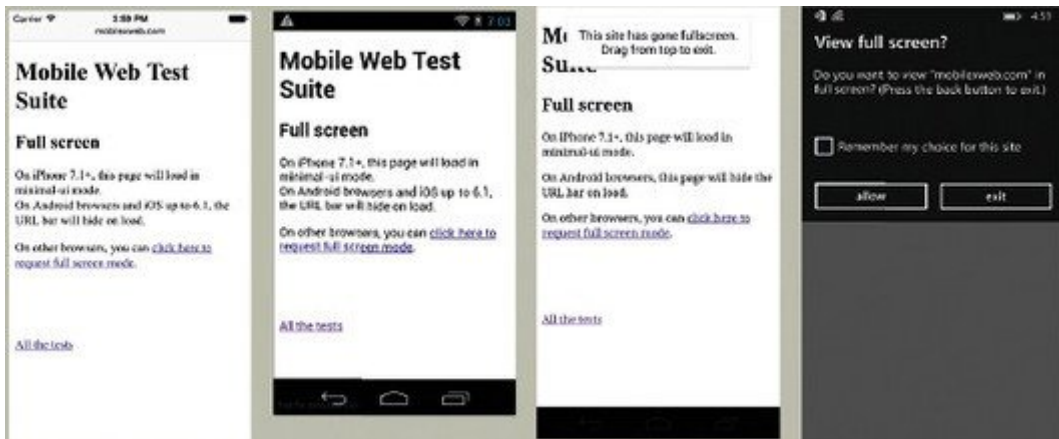 Carrier 3:59 PM
mobilexweb.com
Mobile Web Test
Suite
Full screen
On iPhone 7.1+, this page will load in
minimal-ui mode.
On Android browsers and iOS up to 6.1, the
URL bar will hide on load.
On other browsers, you can click here to
request full screen mode.
All the tests
7:03
Mobile Web Test
Suite
Full screen
On iPhone 7.1+, this page will load in
minimal-ui mode.
On Android browsers and iOS up to 6.1,
the URL bar will hide on load.
On other browsers, you can click here to
request full screen mode.
All the tests
This site has gone fullscreen.
Drag from top to exit.
Full screen
On iPhone 7.1+, this page will load in
minimal-ui mode.
On Android browsers, this page will hide the
URL bar on load.
On other browsers, you can click here to
request full screen mode.
All the tests
4:51
View full screen?
Do you want to view "mobilexweb.com" in
full screen? (Press the back button to exit.)
Remember my choice for this site
allow exit